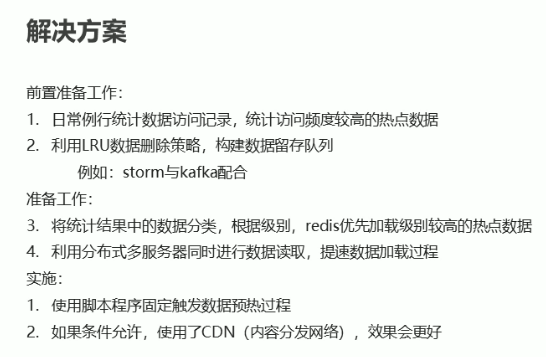 解决方案
前置准备工作：
1. 日常例行统计数据访问记录，统计访问频度较高的热点数据
2. 利用LRU数据删除策略，构建数据留存队列
例如：storm与kafka配合
准备工作：
3. 将统计结果中的数据分类，根据级别，redis优先加载级别较高的热点数据
4. 利用分布式多服务器同时进行数据读取，提速数据加载过程
实施：
1. 使用脚本程序固定触发数据预热过程
2. 如果条件允许，使用了CDN（内容分发网络），效果会更好